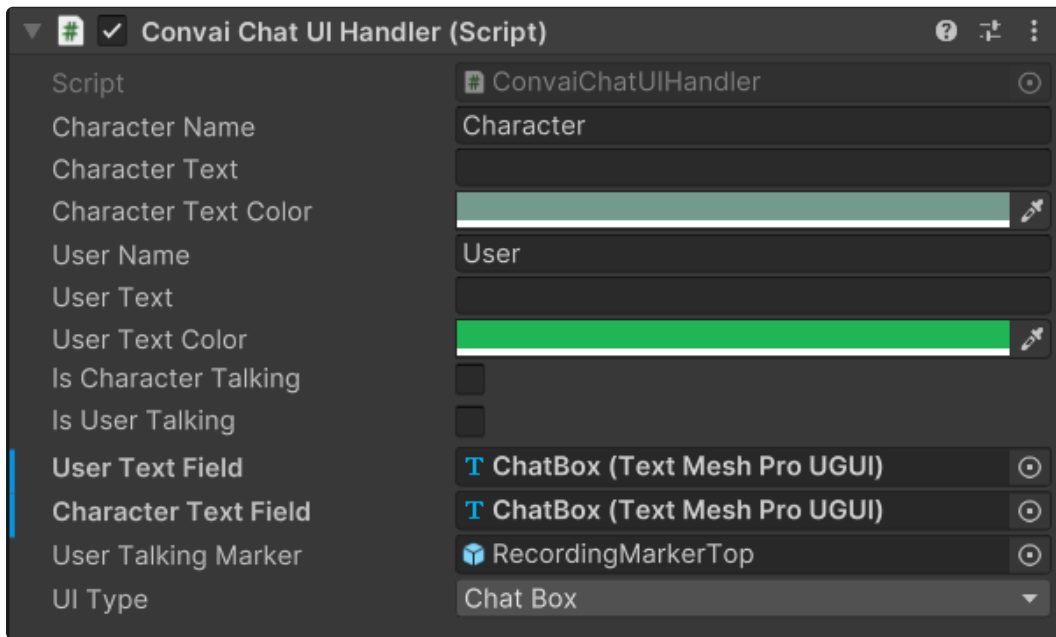 Convai Chat UI Handler (Script)
Script # ConvaiChatUIHandler
Character Name Character
Character Text
Character Text Color
User Name User
User Text
User Text Color
Is Character Talking
Is User Talking
User Text Field T ChatBox (Text Mesh Pro UGUI)
Character Text Field T ChatBox (Text Mesh Pro UGUI)
User Talking Marker RecordingMarkerTop
UI Type Chat Box